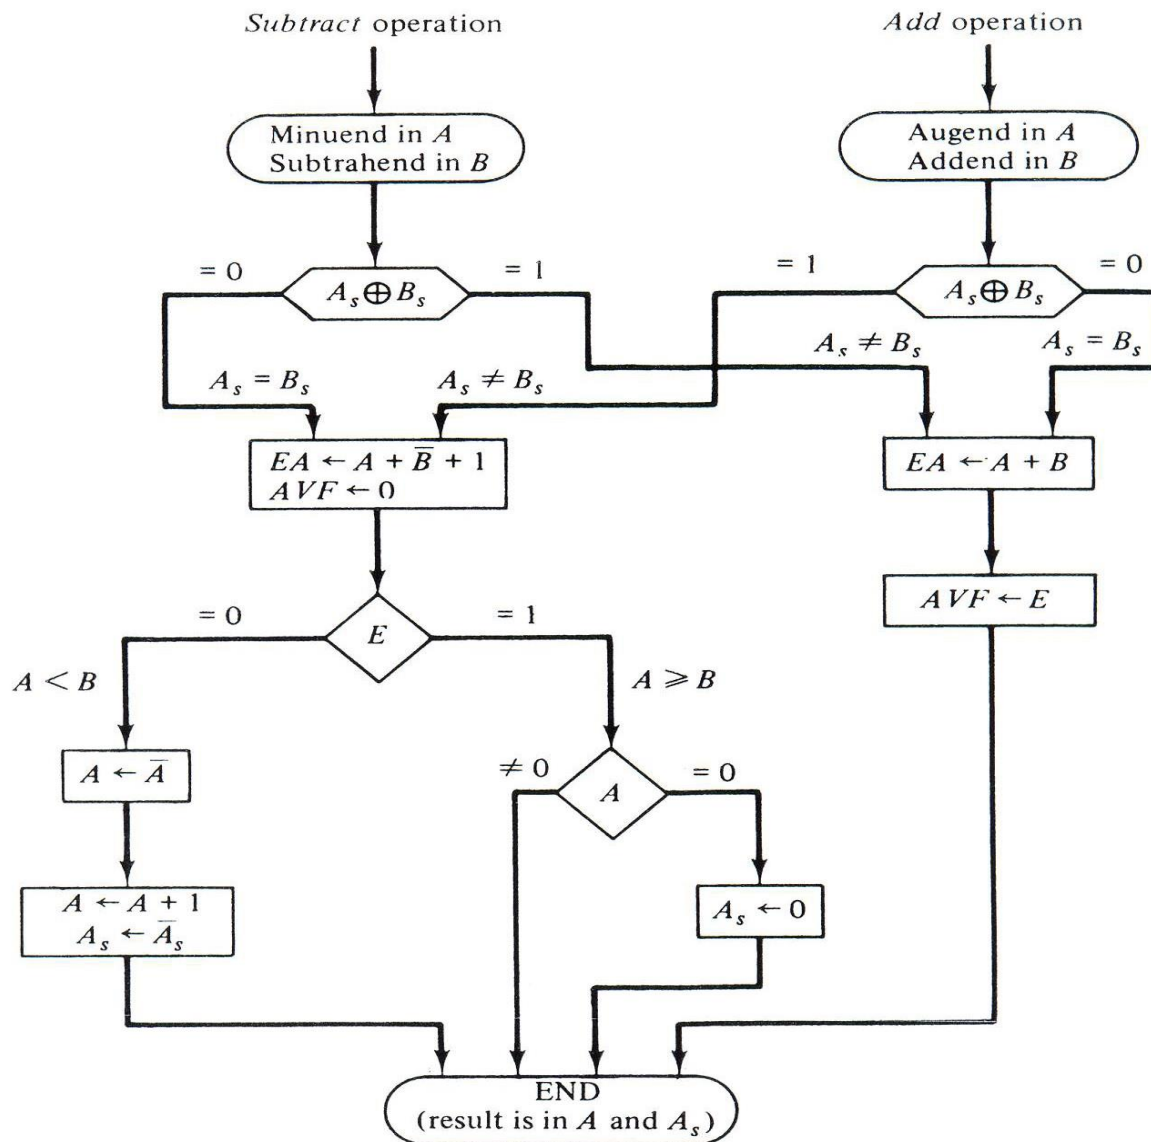 Subtract operation
Add operation
Minuend in A
Subtrahend in B
Augend in A
Addend in B
= 0
A_s ⊕ B_s
= 1
= 1
A_s ⊕ B_s
= 0
A_s = B_s
A_s ≠ B_s
A_s ≠ B_s
A_s = B_s
EA ← A + B̅ + 1
AVF ← 0
EA ← A + B
AVF ← E
= 0
E
= 1
A < B
A ⩾ B
A ← A̅
≠ 0
A
= 0
A ← A + 1
A_s ← A̅_s
A_s ← 0
END
(result is in A and A_s)